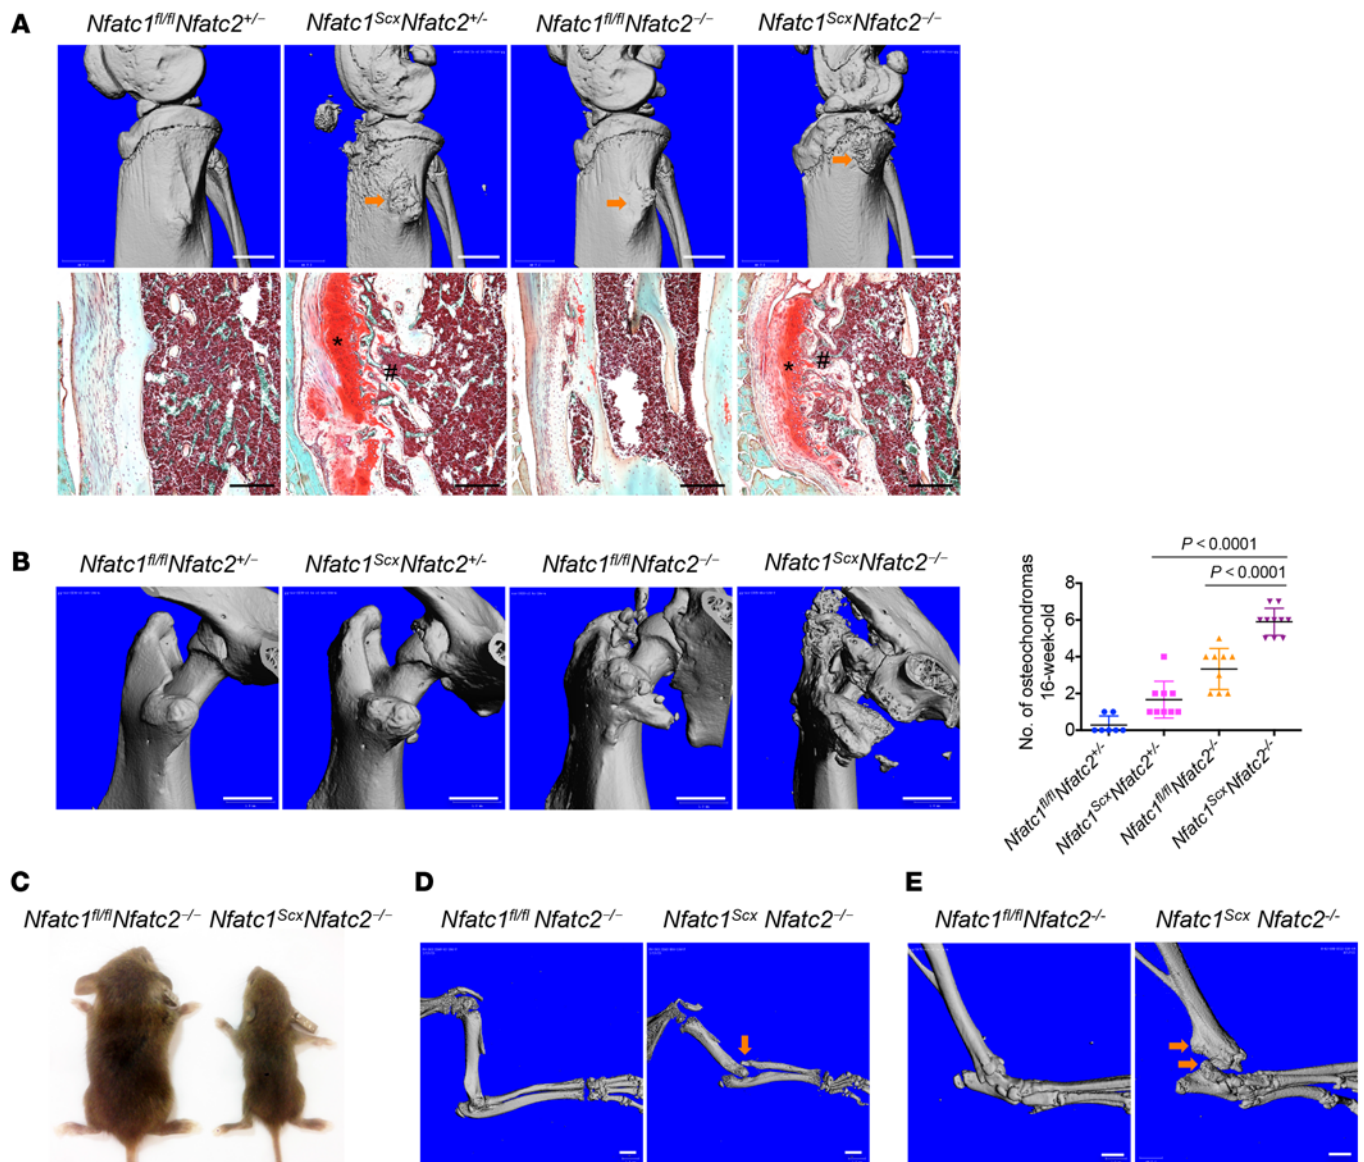 A
Nfatc1fl/flNfatc2+/− Nfatc1ScxNfatc2+/- Nfatc1fl/flNfatc2−/− Nfatc1ScxNfatc2−/−
* # * #
B
Nfatc1fl/flNfatc2+/− Nfatc1ScxNfatc2+/- Nfatc1fl/flNfatc2−/− Nfatc1ScxNfatc2−/−
P < 0.0001
P < 0.0001
No. of osteochondromas
16-week-old
8
6
4
2
0
Nfatc1fl/flNfatc2+/- Nfatc1ScxNfatc2+/- Nfatc1fl/flNfatc2-/- Nfatc1ScxNfatc2-/-
C
Nfatc1fl/flNfatc2−/− Nfatc1ScxNfatc2−/−
D
Nfatc1fl/fl Nfatc2−/− Nfatc1Scx Nfatc2−/−
E
Nfatc1fl/flNfatc2-/- Nfatc1Scx Nfatc2-/-